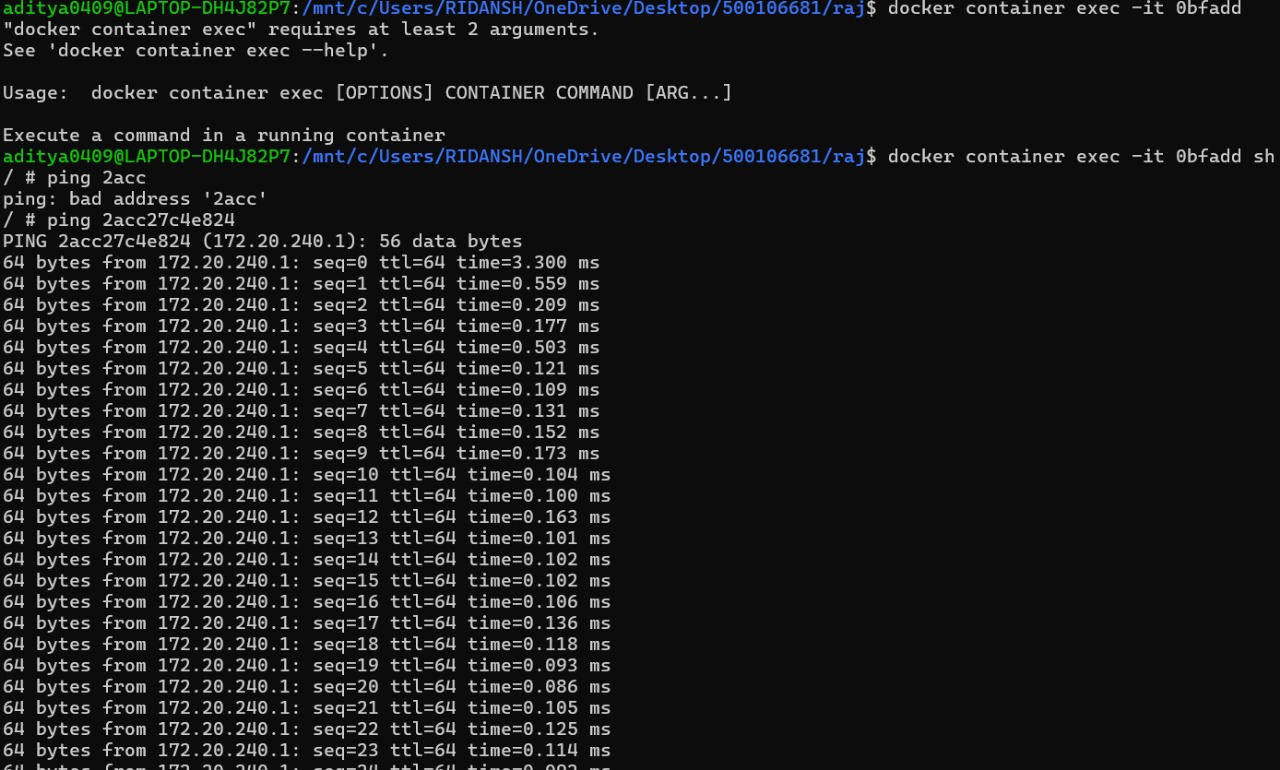 aditya0409@LAPTOP-DH4J82P7:/mnt/c/Users/RIDANSH/OneDrive/Desktop/500106681/raj$ docker container exec -it 0bfadd
"docker container exec" requires at least 2 arguments.
See 'docker container exec --help'.
Usage:  docker container exec [OPTIONS] CONTAINER COMMAND [ARG...]
Execute a command in a running container
aditya0409@LAPTOP-DH4J82P7:/mnt/c/Users/RIDANSH/OneDrive/Desktop/500106681/raj$ docker container exec -it 0bfadd sh
/ # ping 2acc
ping: bad address '2acc'
/ # ping 2acc27c4e824
PING 2acc27c4e824 (172.20.240.1): 56 data bytes
64 bytes from 172.20.240.1: seq=0 ttl=64 time=3.300 ms
64 bytes from 172.20.240.1: seq=1 ttl=64 time=0.559 ms
64 bytes from 172.20.240.1: seq=2 ttl=64 time=0.209 ms
64 bytes from 172.20.240.1: seq=3 ttl=64 time=0.177 ms
64 bytes from 172.20.240.1: seq=4 ttl=64 time=0.503 ms
64 bytes from 172.20.240.1: seq=5 ttl=64 time=0.121 ms
64 bytes from 172.20.240.1: seq=6 ttl=64 time=0.109 ms
64 bytes from 172.20.240.1: seq=7 ttl=64 time=0.131 ms
64 bytes from 172.20.240.1: seq=8 ttl=64 time=0.152 ms
64 bytes from 172.20.240.1: seq=9 ttl=64 time=0.173 ms
64 bytes from 172.20.240.1: seq=10 ttl=64 time=0.104 ms
64 bytes from 172.20.240.1: seq=11 ttl=64 time=0.100 ms
64 bytes from 172.20.240.1: seq=12 ttl=64 time=0.163 ms
64 bytes from 172.20.240.1: seq=13 ttl=64 time=0.101 ms
64 bytes from 172.20.240.1: seq=14 ttl=64 time=0.102 ms
64 bytes from 172.20.240.1: seq=15 ttl=64 time=0.102 ms
64 bytes from 172.20.240.1: seq=16 ttl=64 time=0.106 ms
64 bytes from 172.20.240.1: seq=17 ttl=64 time=0.136 ms
64 bytes from 172.20.240.1: seq=18 ttl=64 time=0.118 ms
64 bytes from 172.20.240.1: seq=19 ttl=64 time=0.093 ms
64 bytes from 172.20.240.1: seq=20 ttl=64 time=0.086 ms
64 bytes from 172.20.240.1: seq=21 ttl=64 time=0.105 ms
64 bytes from 172.20.240.1: seq=22 ttl=64 time=0.125 ms
64 bytes from 172.20.240.1: seq=23 ttl=64 time=0.114 ms
64 bytes from 172.20.240.1: seq=24 ttl=64